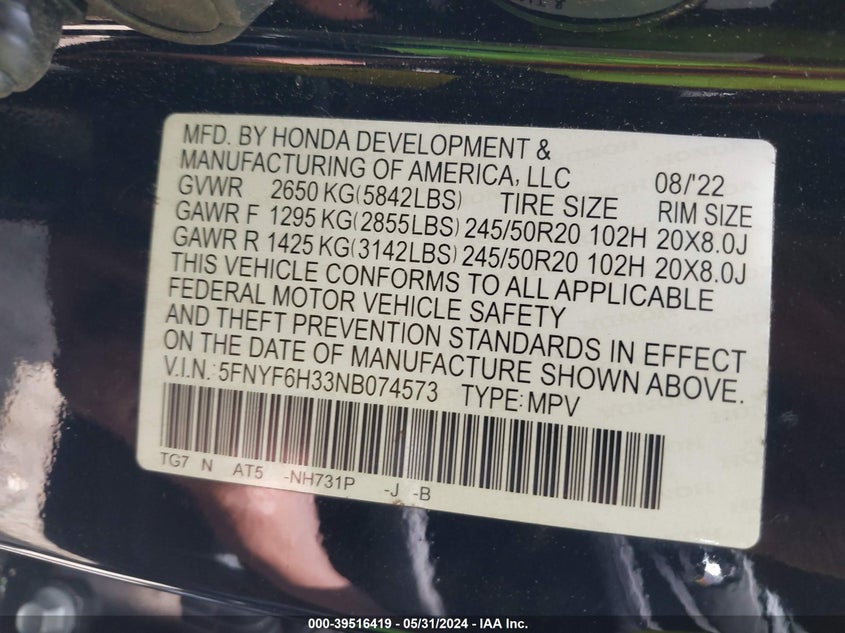 MFD. BY HONDA DEVELOPMENT &
MANUFACTURING OF AMERICA, LLC 08/'22
GVWR 2650 KG(5842LBS) TIRE SIZE RIM SIZE
GAWR F 1295 KG(2855LBS) 245/50R20 102H 20X8.0J
GAWR R 1425 KG(3142LBS) 245/50R20 102H 20X8.0J
THIS VEHICLE CONFORMS TO ALL APPLICABLE
FEDERAL MOTOR VEHICLE SAFETY
AND THEFT PREVENTION STANDARDS IN EFFECT
ON THE DATE OF MANUFACTURE SHOWN ABOVE.
V.I.N.: 5FNYF6H33NB074573 TYPE: MPV
TG7 N AT5 -NH731P -J -B
000-39516419 / 05/31/2024 - IAA Inc.